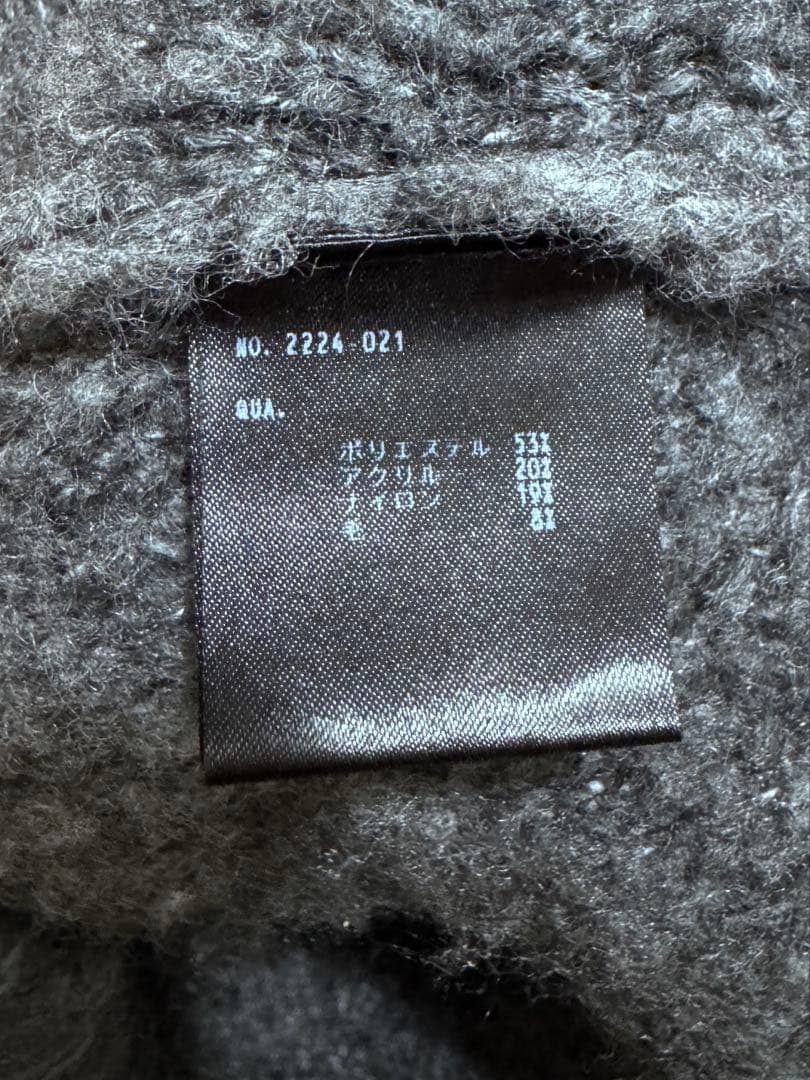 NO. 2224-021
QUA.
ポリエステル 53%
アクリル 20%
ナイロン 19%
毛 8%